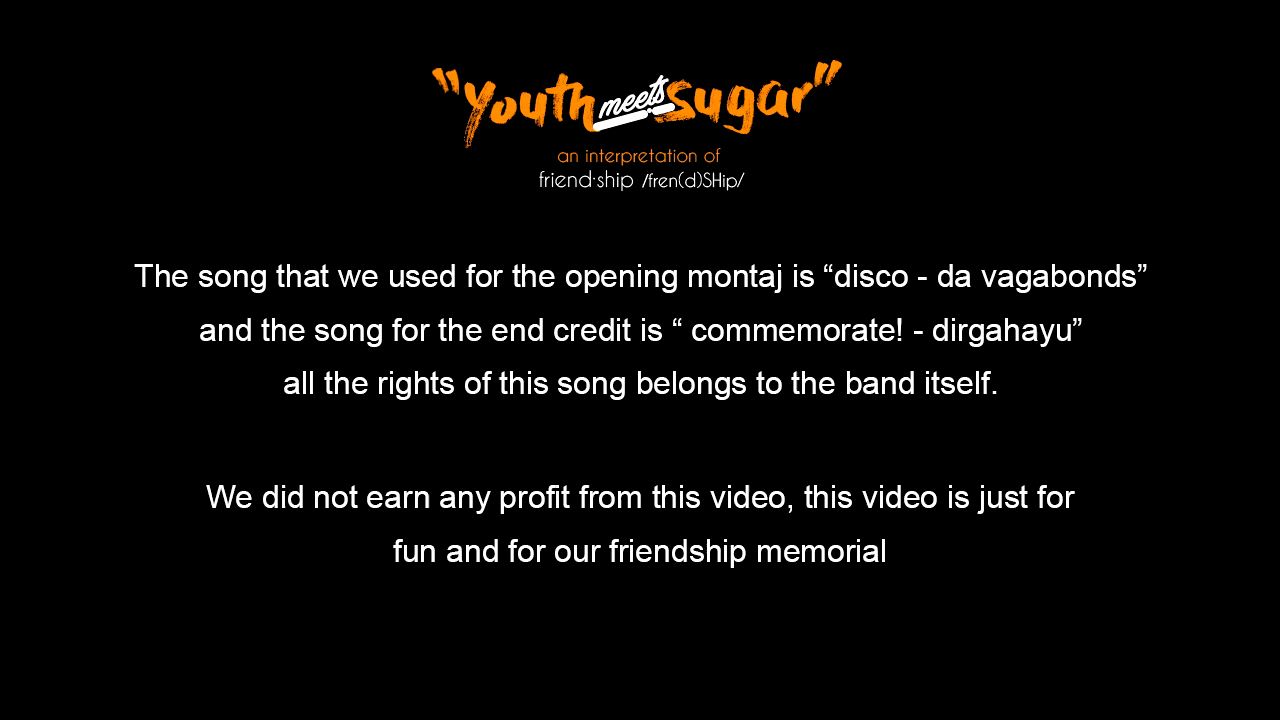 "Youth meets Sugar"
an interpretation of
friend·ship /fren(d)SHip/
The song that we used for the opening montaj is “disco - da vagabonds”
and the song for the end credit is “ commemorate! - dirgahayu”
all the rights of this song belongs to the band itself.
We did not earn any profit from this video, this video is just for
fun and for our friendship memorial